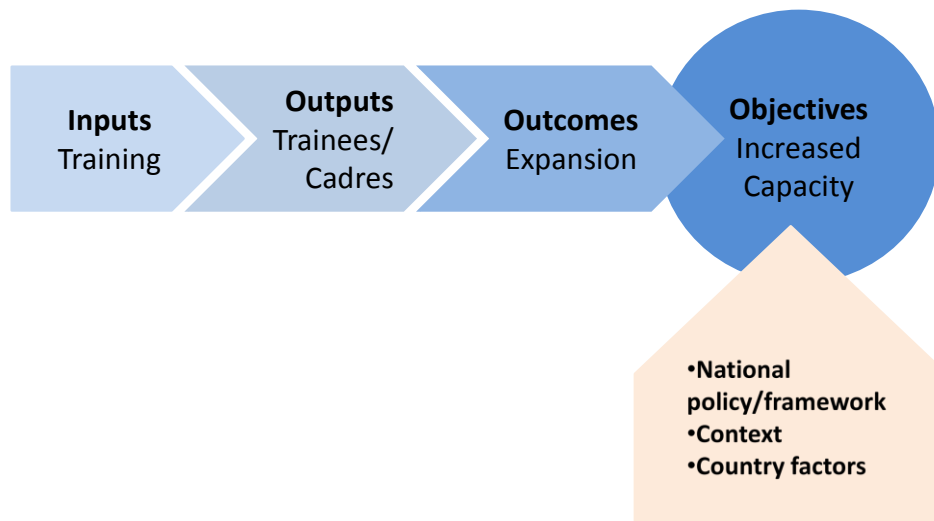 Inputs
Training
Outputs
Trainees/
Cadres
Outcomes
Expansion
Objectives
Increased
Capacity
•National
policy/framework
•Context
•Country factors